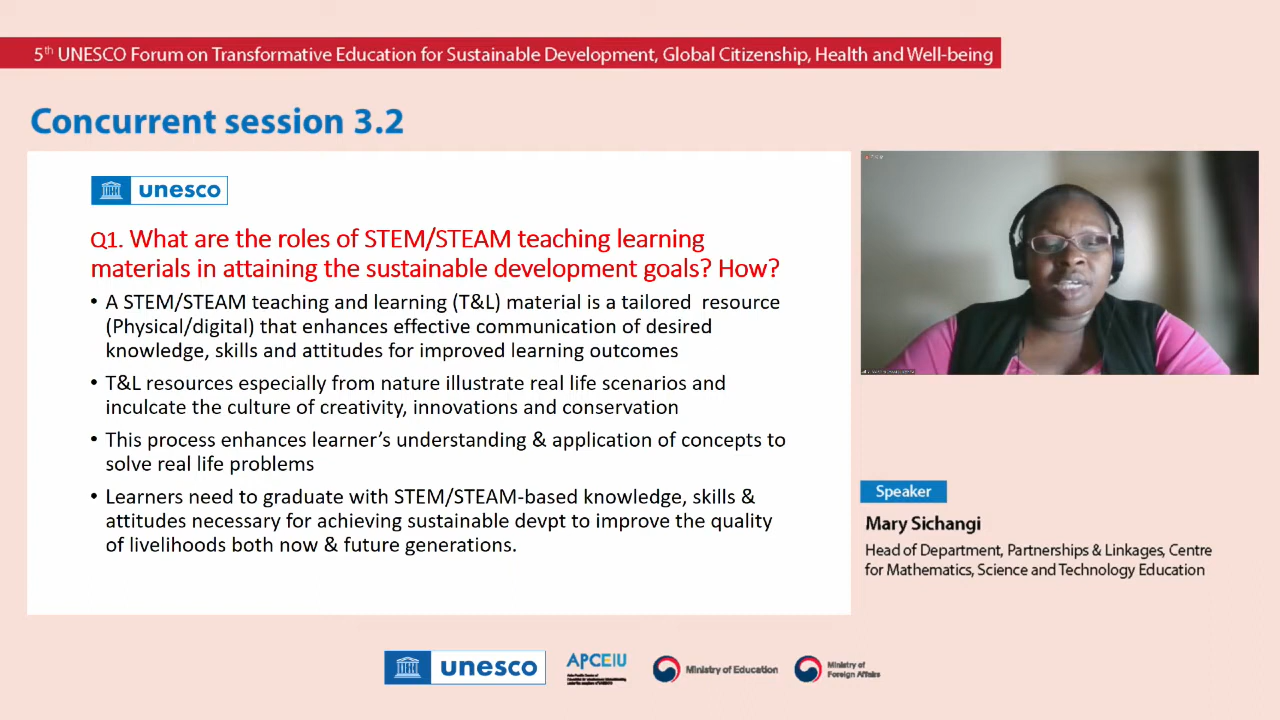 5th UNESCO Forum on Transformative Education for Sustainable Development, Global Citizenship, Health and Well-being
Concurrent session 3.2
unesco
Q1. What are the roles of STEM/STEAM teaching learning
materials in attaining the sustainable development goals? How?
• A STEM/STEAM teaching and learning (T&L) material is a tailored resource
(Physical/digital) that enhances effective communication of desired
knowledge, skills and attitudes for improved learning outcomes
• T&L resources especially from nature illustrate real life scenarios and
inculcate the culture of creativity, innovations and conservation
• This process enhances learner's understanding & application of concepts to
solve real life problems
• Learners need to graduate with STEM/STEAM-based knowledge, skills &
attitudes necessary for achieving sustainable devpt to improve the quality
of livelihoods both now & future generations.
Speaker
Mary Sichangi
Head of Department, Partnerships & Linkages, Centre
for Mathematics, Science and Technology Education
unesco
APCEIU
Ministry of Education
Ministry of
Foreign Affairs